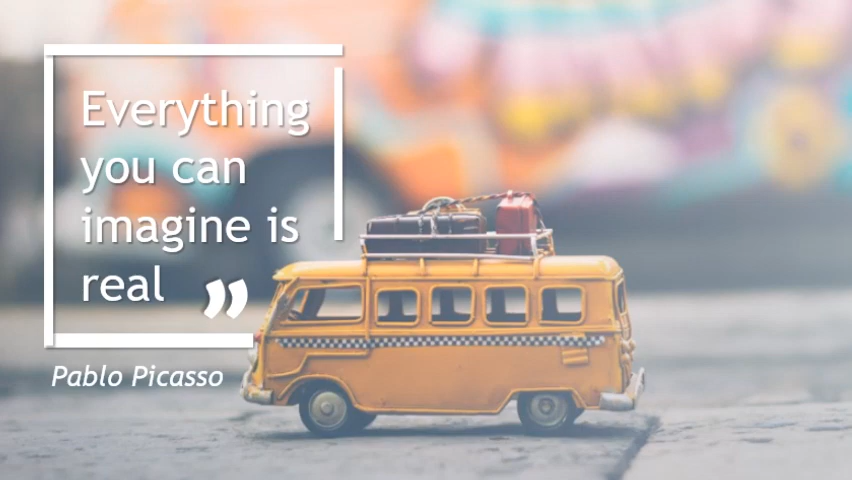 Everything
you can
imagine is
real ”
Pablo Picasso